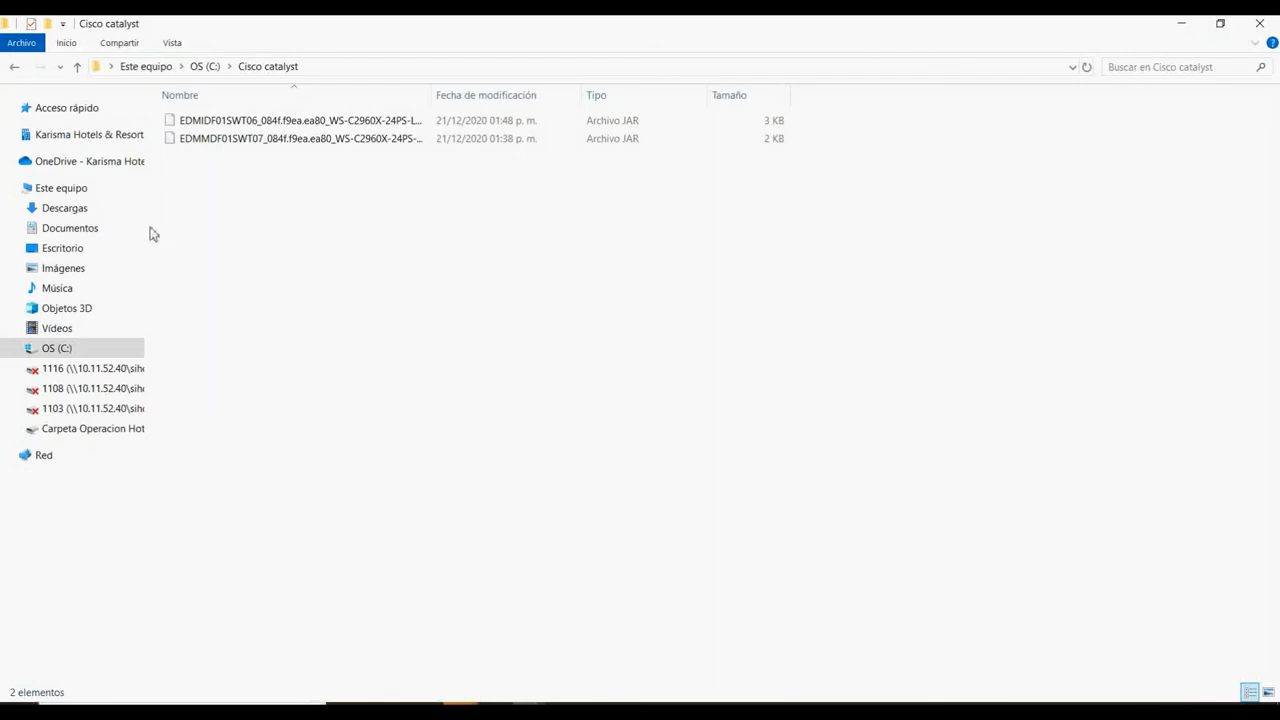 Cisco catalyst
Archivo Inicio Compartir Vista
Este equipo OS (C:) Cisco catalyst Buscar en Cisco catalyst
Nombre Fecha de modificación Tipo Tamaño
Acceso rápido
Karisma Hotels & Resort
OneDrive - Karisma Hote
Este equipo
Descargas
Documentos
Escritorio
Imágenes
Música
Objetos 3D
Vídeos
OS (C:)
1116 (\\10.11.52.40\sih
1108 (\\10.11.52.40\sih
1103 (\\10.11.52.40\sih
Carpeta Operacion Hot
Red
EDMIDF01SWT06_084f.f9ea.ea80_WS-C2960X-24PS-L... 21/12/2020 01:48 p. m. Archivo JAR 3 KB
EDMMDF01SWT07_084f.f9ea.ea80_WS-C2960X-24PS-... 21/12/2020 01:38 p. m. Archivo JAR 2 KB
2 elementos